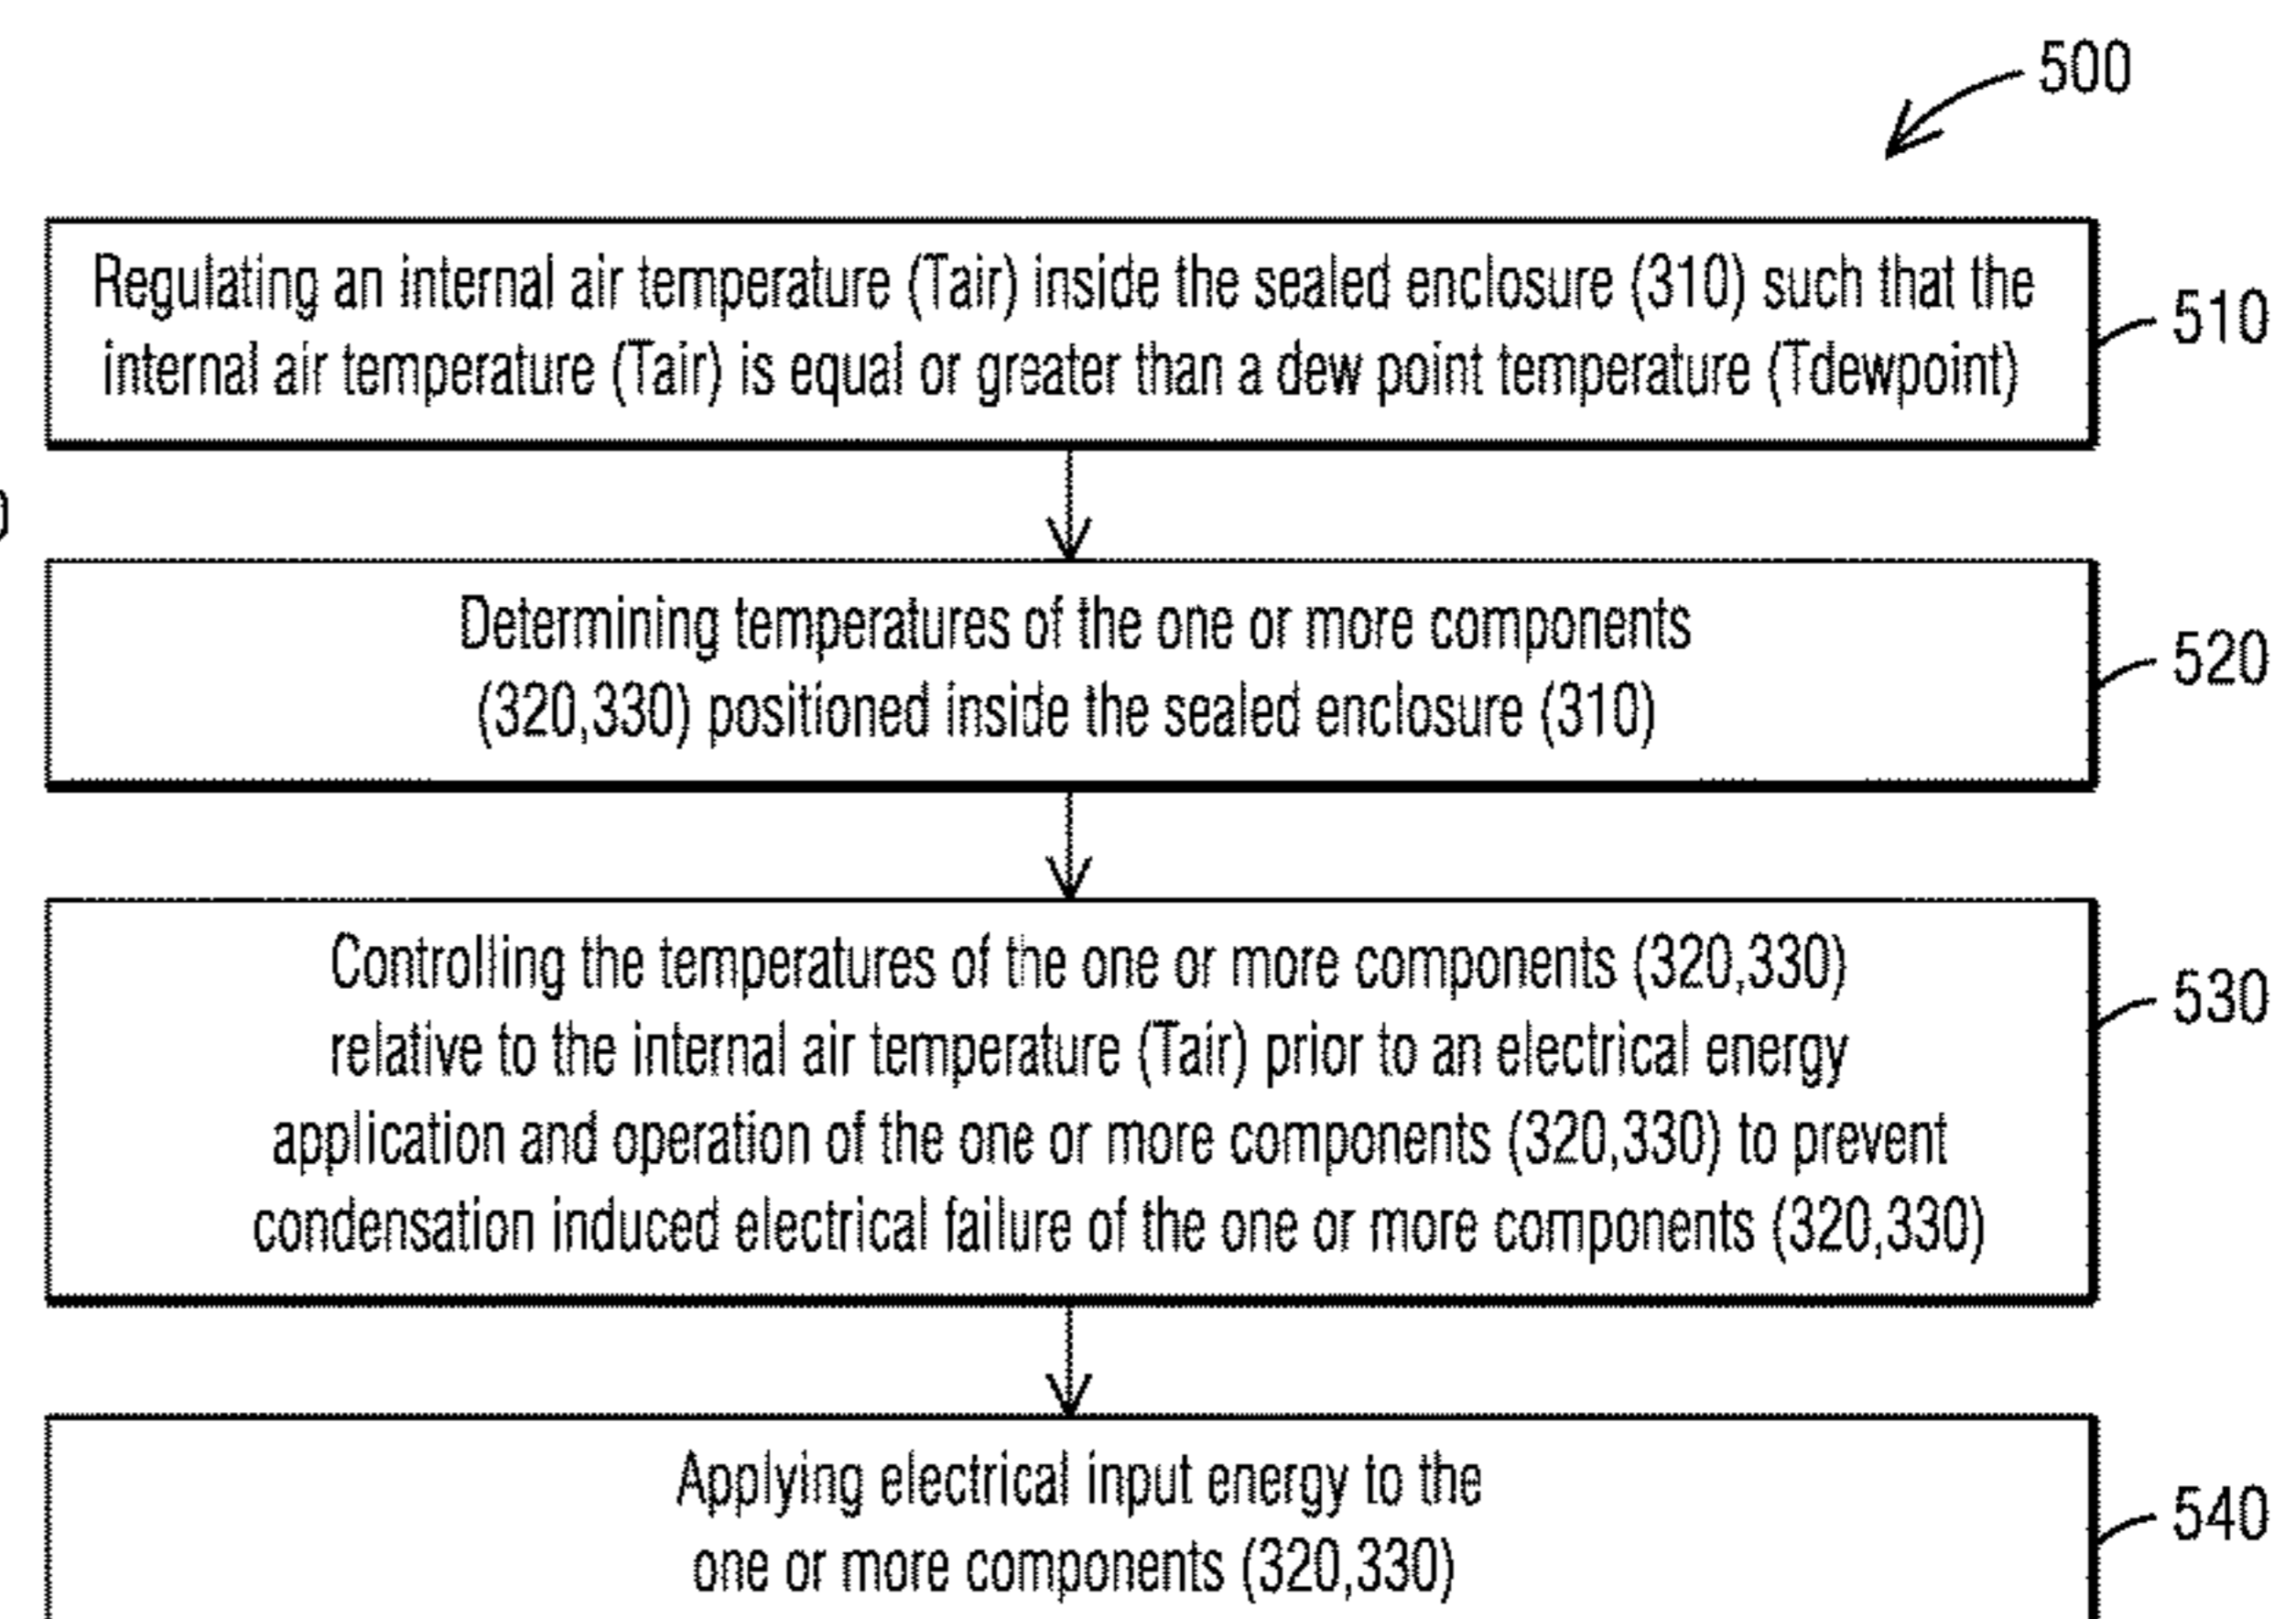 500
Regulating an internal air temperature (Tair) inside the sealed enclosure (310) such that the
internal air temperature (Tair) is equal or greater than a dew point temperature (Tdewpoint)
510
Determining temperatures of the one or more components
(320,330) positioned inside the sealed enclosure (310)
520
Controlling the temperatures of the one or more components (320,330)
relative to the internal air temperature (Tair) prior to an electrical energy
application and operation of the one or more components (320,330) to prevent
condensation induced electrical failure of the one or more components (320,330)
530
Applying electrical input energy to the
one or more components (320,330)
540